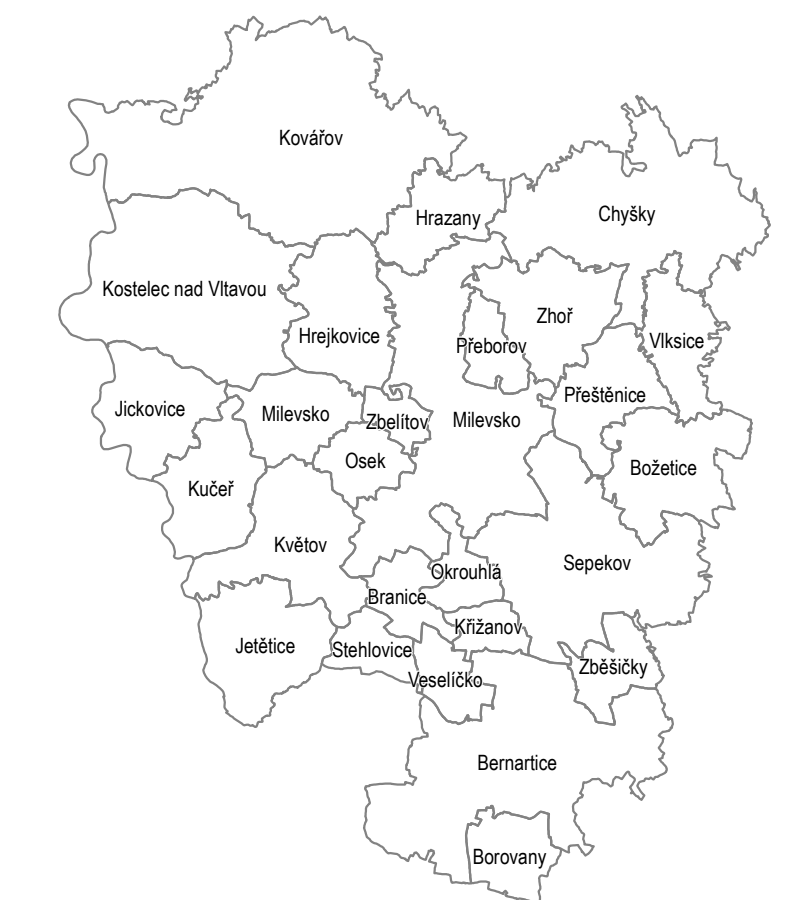 Kovářov
Hrazany
Chyšky
Kostelec nad Vltavou
Hrejkovice
Přeborov
Zhoř
Vlksice
Jickovice
Milevsko
Zbelítov
Milevsko
Přeštěnice
Osek
Božetice
Kučeř
Květov
Sepekov
Okrouhlá
Branice
Křižanov
Jetětice
Stehlovice
Veselíčko
Zběšičky
Bernartice
Borovany